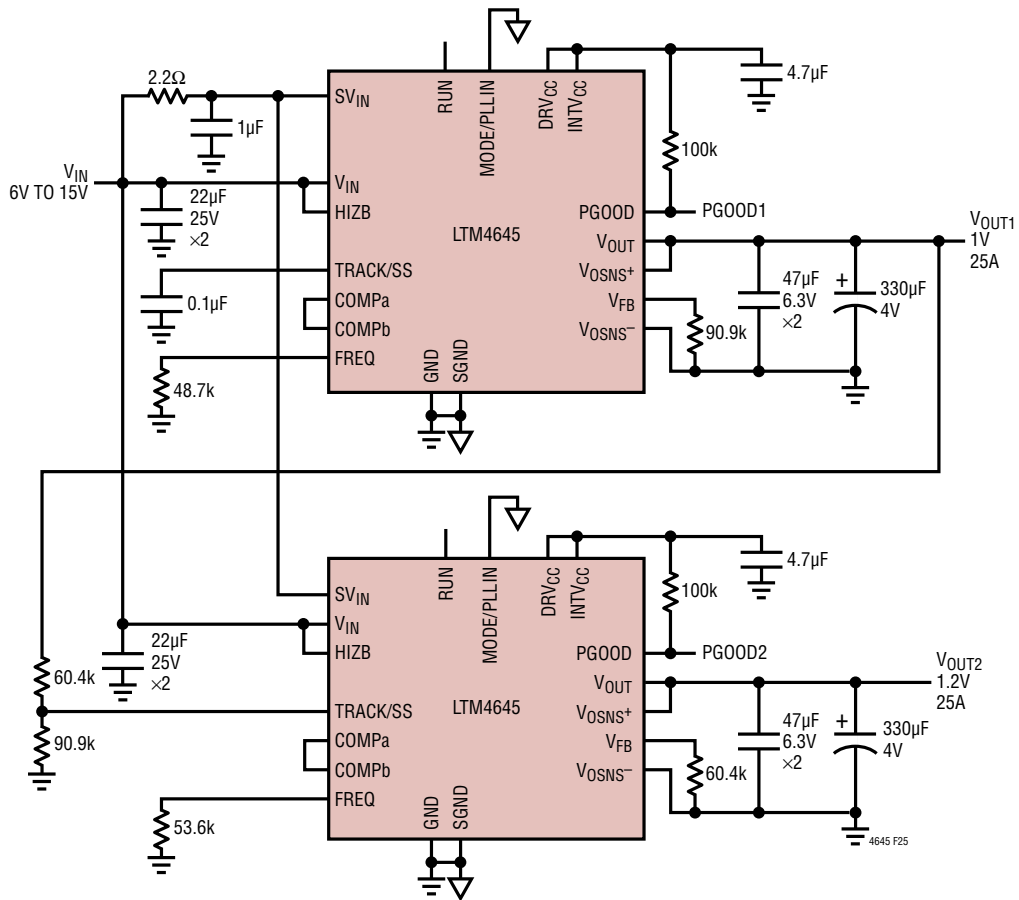 2.2Ω
1µF
VIN
6V TO 15V
22µF
25V
×2
0.1µF
48.7k
SVIN
VIN
HIZB
TRACK/SS
COMPa
COMPb
FREQ
RUN
MODE/PLLIN
DRVCC
INTVCC
LTM4645
GND
SGND
PGOOD
VOUT
VOSNS+
VFB
VOSNS–
4.7µF
100k
PGOOD1
90.9k
47µF
6.3V
×2
+
330µF
4V
VOUT1
1V
25A
60.4k
90.9k
22µF
25V
×2
53.6k
SVIN
VIN
HIZB
TRACK/SS
COMPa
COMPb
FREQ
RUN
MODE/PLLIN
DRVCC
INTVCC
LTM4645
GND
SGND
PGOOD
VOUT
VOSNS+
VFB
VOSNS–
4.7µF
100k
PGOOD2
60.4k
47µF
6.3V
×2
+
330µF
4V
VOUT2
1.2V
25A
4645 F25